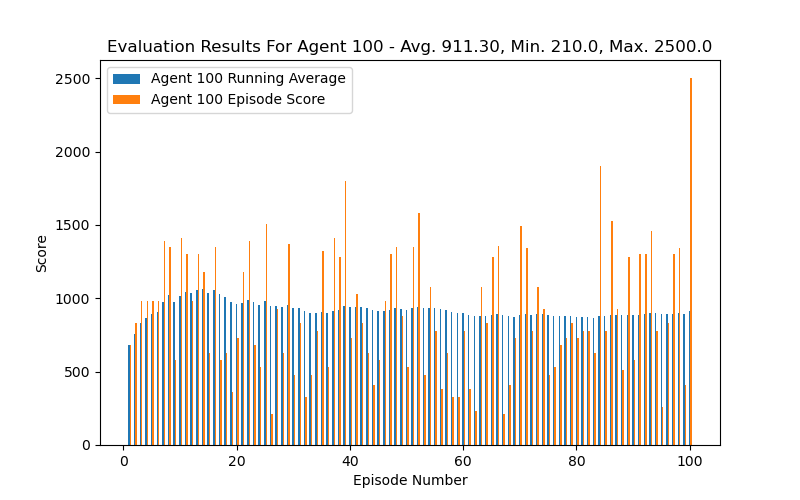 Evaluation Results For Agent 100 - Avg. 911.30, Min. 210.0, Max. 2500.0
Agent 100 Running Average
Agent 100 Episode Score
2500
2000
1500
1000
500
0
Score
0 20 40 60 80 100
Episode Number